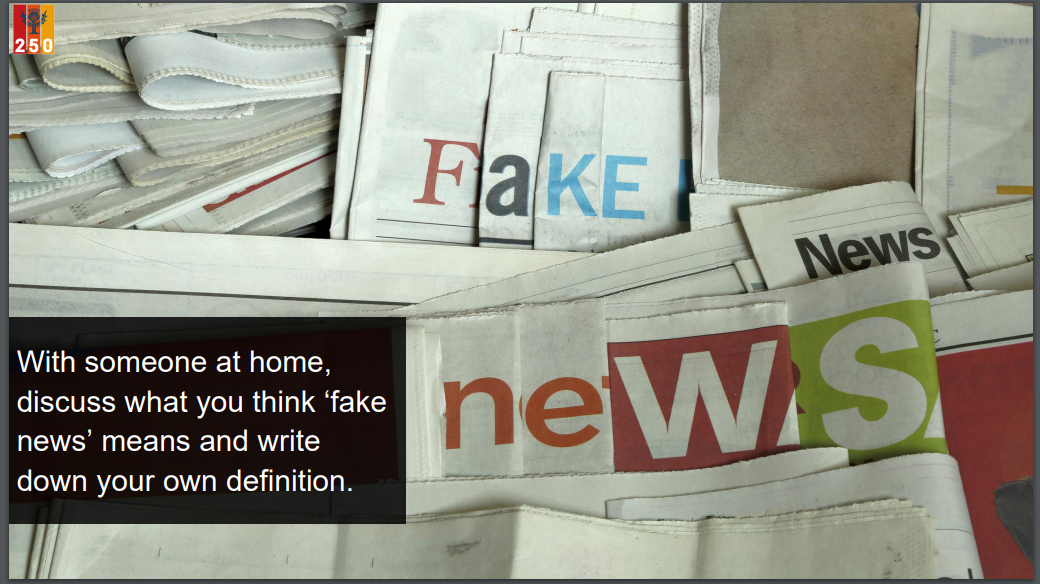 250
FaKE
News
neWS
With someone at home,
discuss what you think ‘fake
news’ means and write
down your own definition.